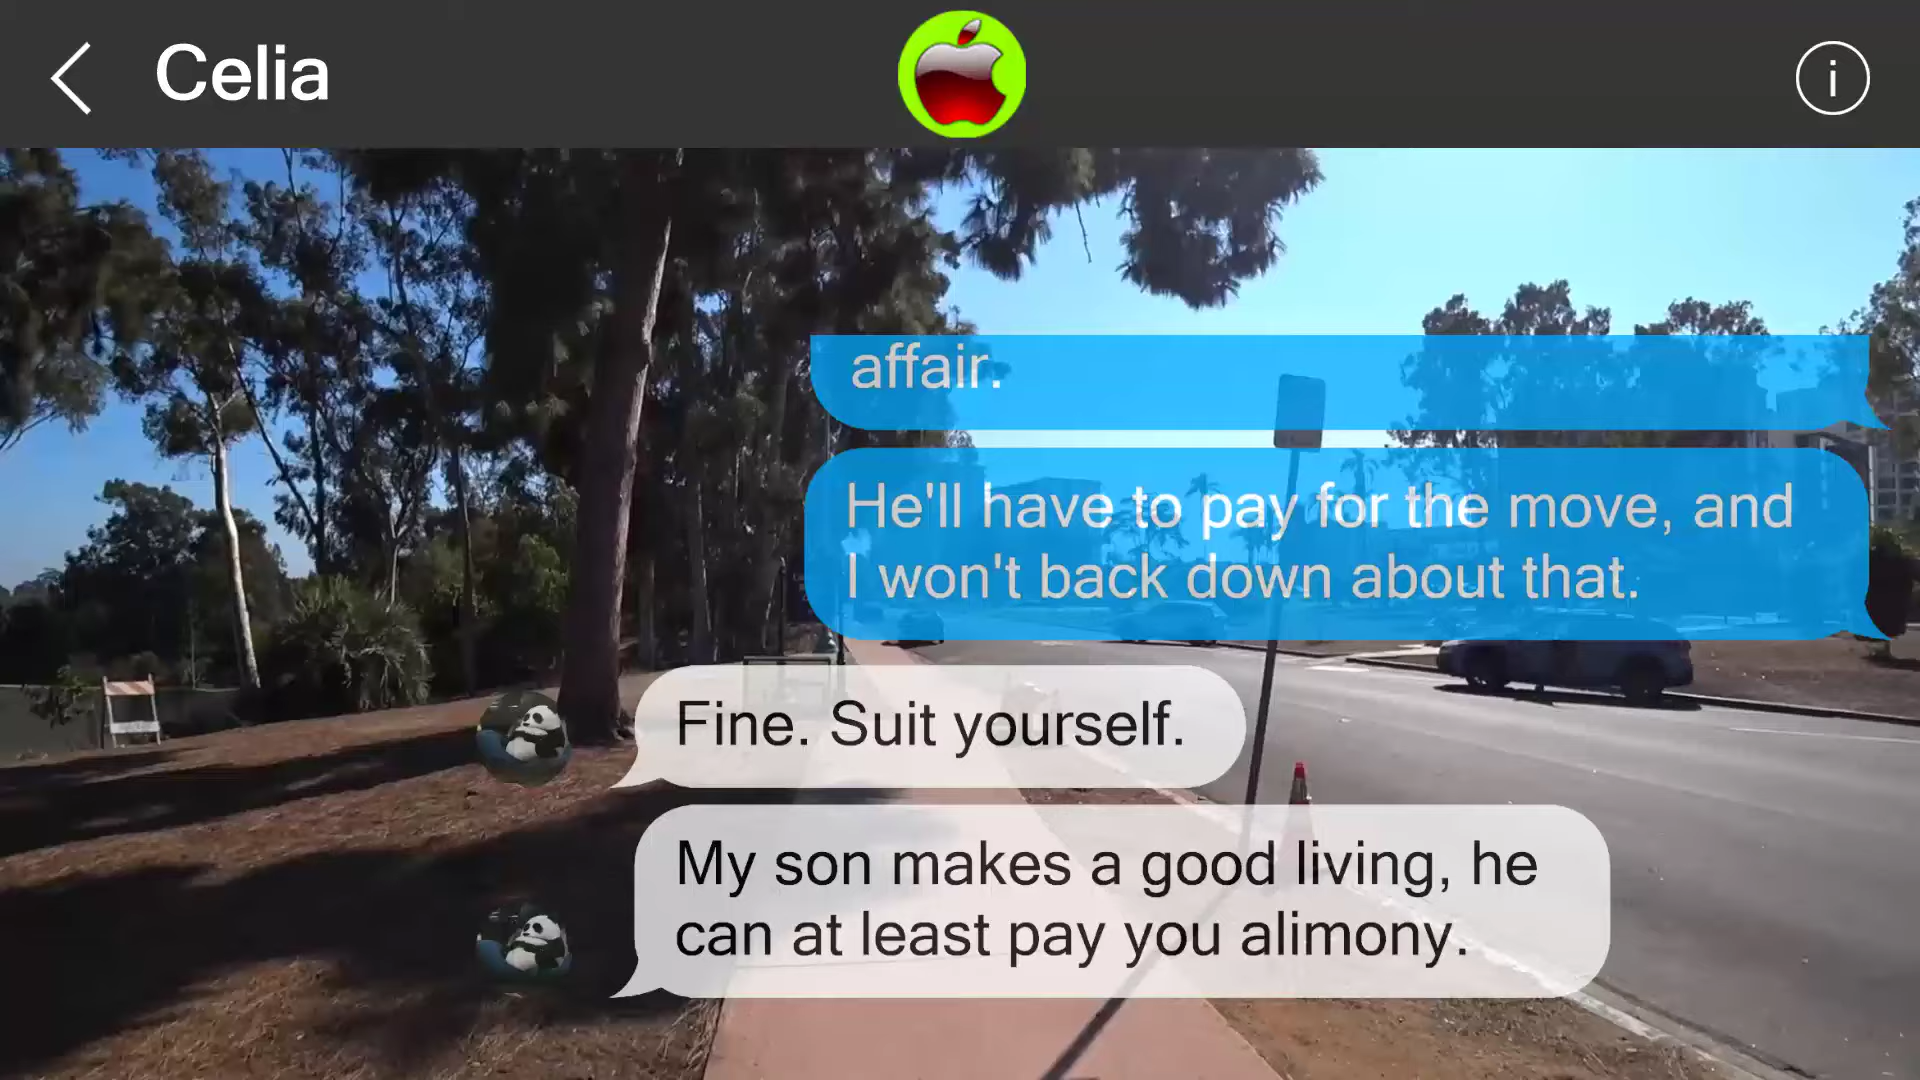 Celia
affair.
He'll have to pay for the move, and
I won't back down about that.
Fine. Suit yourself.
My son makes a good living, he
can at least pay you alimony.